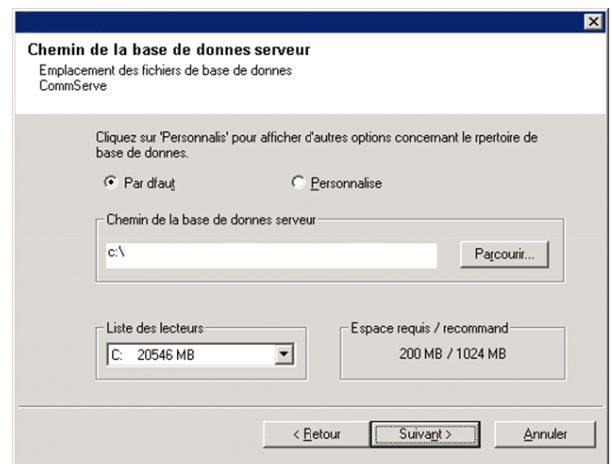 Chemin de la base de donnes serveur
Emplacement des fichiers de base de donnes
CommServe
Cliquez sur 'Personnalis' pour afficher d'autres options concernant le rpertoire de
base de donnes.
Par dfaut
Personnalise
Chemin de la base de donnes serveur
c:\
Parcourir...
Liste des lecteurs
C: 20546 MB
Espace requis / recommand
200 MB / 1024 MB
< Retour
Suivant >
Annuler